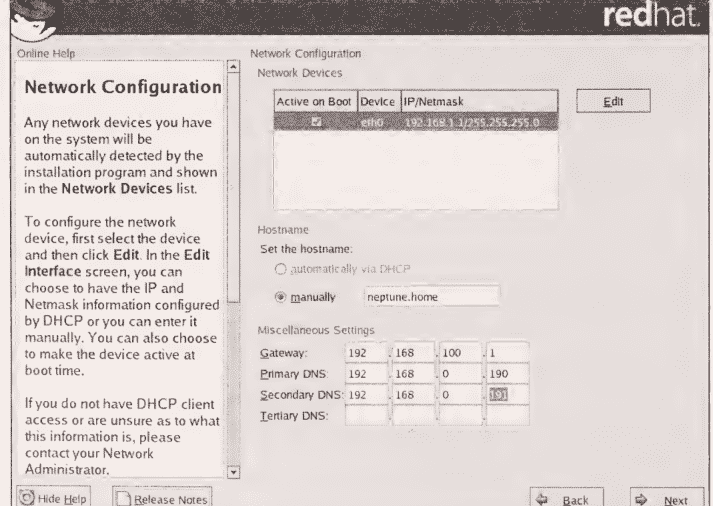 redhat.
Online Help
Network Configuration
Any network devices you have
on the system will be
automatically detected by the
installation program and shown
in the Network Devices list.
To configure the network
device, first select the device
and then click Edit. In the Edit
Interface screen, you can
choose to have the IP and
Netmask information configured
by DHCP or you can enter it
manually. You can also choose
to make the device active at
boot time.
If you do not have DHCP client
access or are unsure as to what
this information is, please
contact your Network
Administrator.
Network Configuration
Network Devices
Active on Boot Device IP/Netmask
eth0 192.168.1.1/255.255.255.0
Edit
Hostname
Set the hostname:
automatically via DHCP
manually neptune.home
Miscellaneous Settings
Gateway: 192 . 168 . 100 . 1
Primary DNS: 192 . 168 . 0 . 190
Secondary DNS: 192 . 168 . 0 . 191
Tertiary DNS: . . .
Hide Help Release Notes Back Next